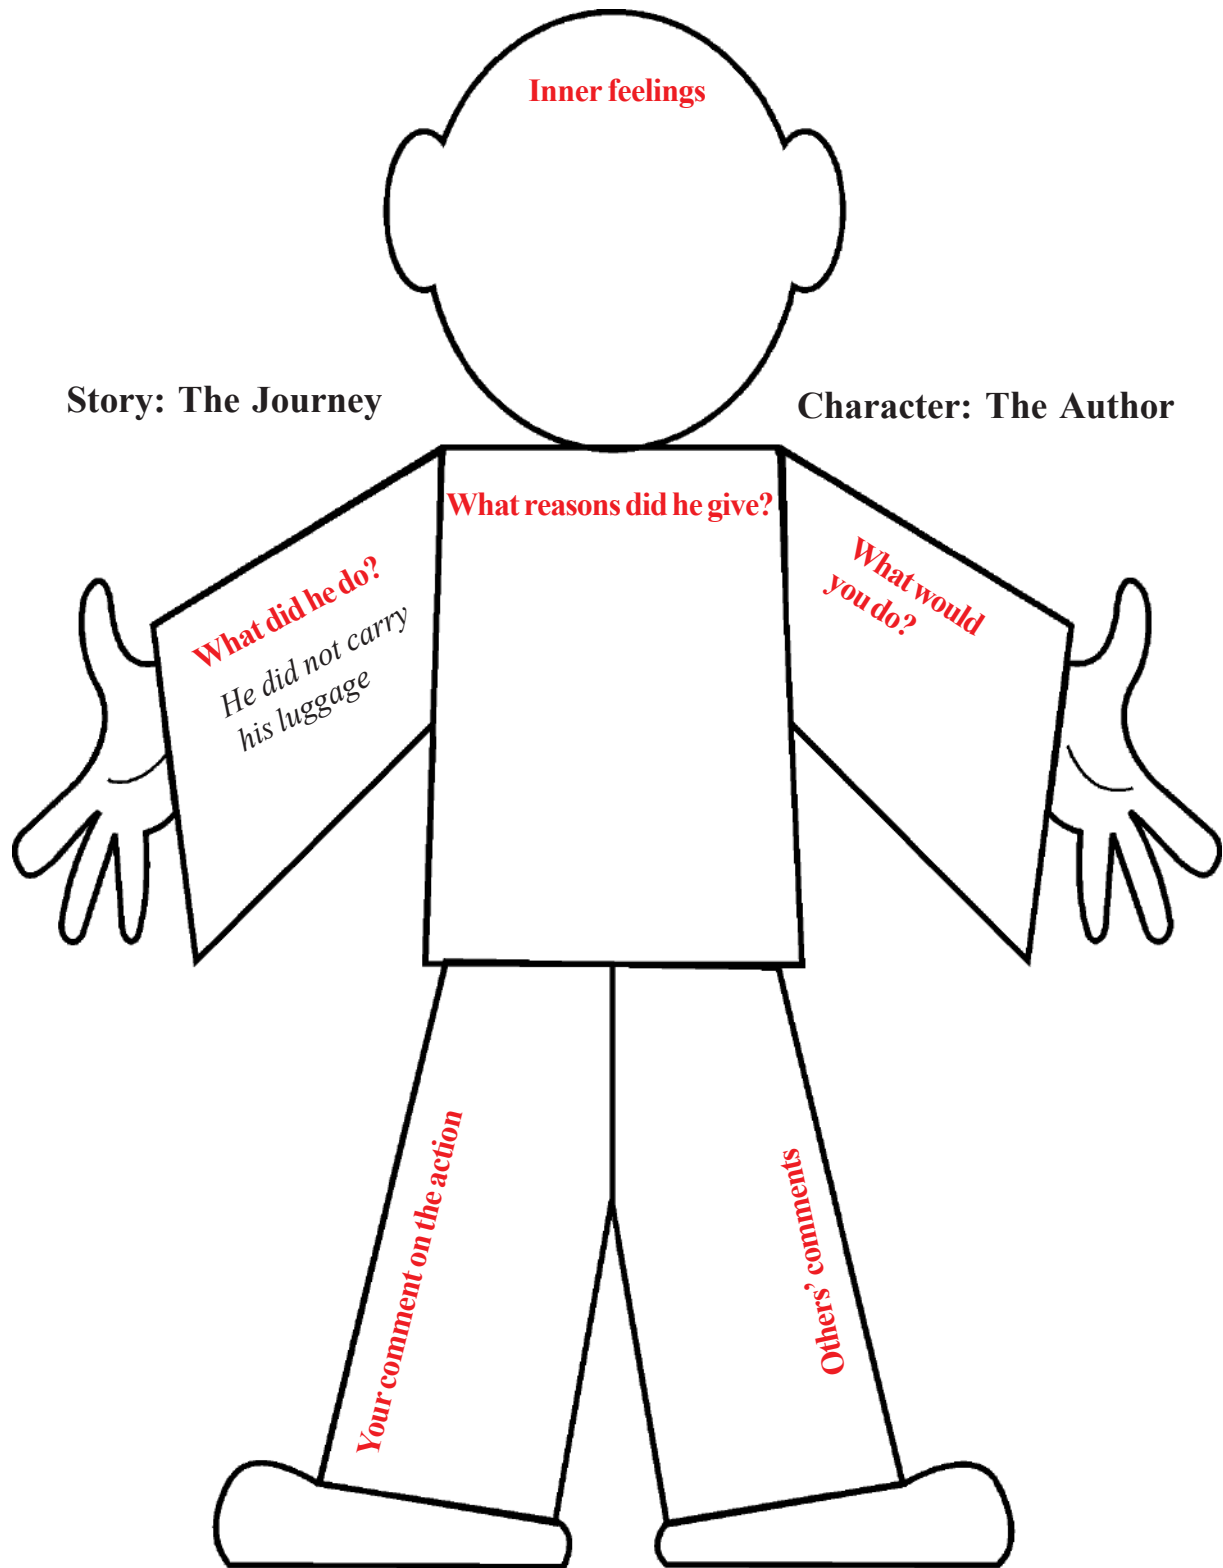 Inner feelings
Story: The Journey
Character: The Author
What reasons did he give?
What did he do?
He did not carry
his luggage
What would
you do?
Your comment on the action
Others' comments